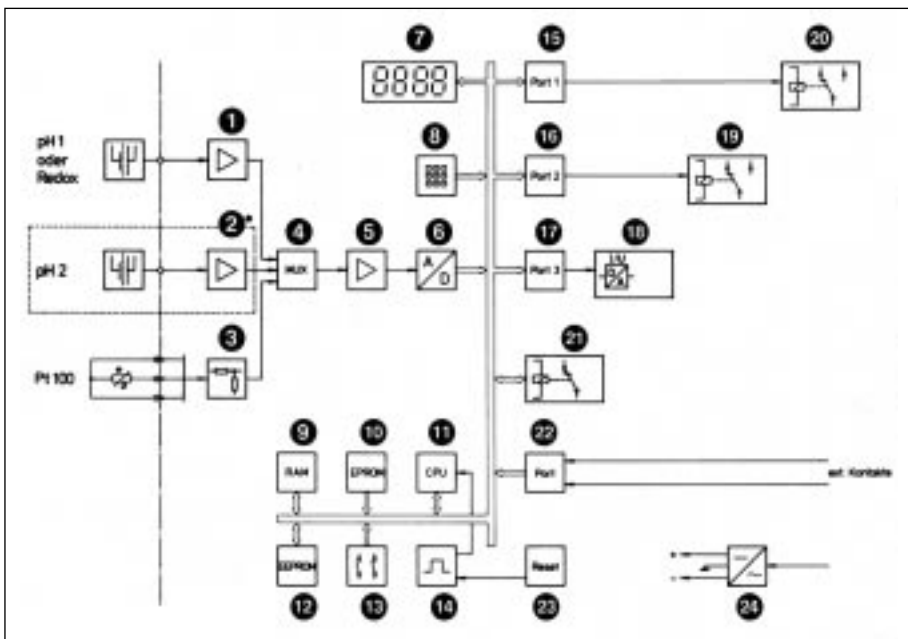 7
15
20
8888
Port 1
1
8
16
19
pH 1
oder
Redox
Port 2
2*
4
5
6
17
18
pH 2
MUX
A
D
Port 3
3
21
Pt 100
9
10
11
22
RAM
EPROM
CPU
Port
ext. Kontakte
EEPROM
Reset
12
13
14
23
24